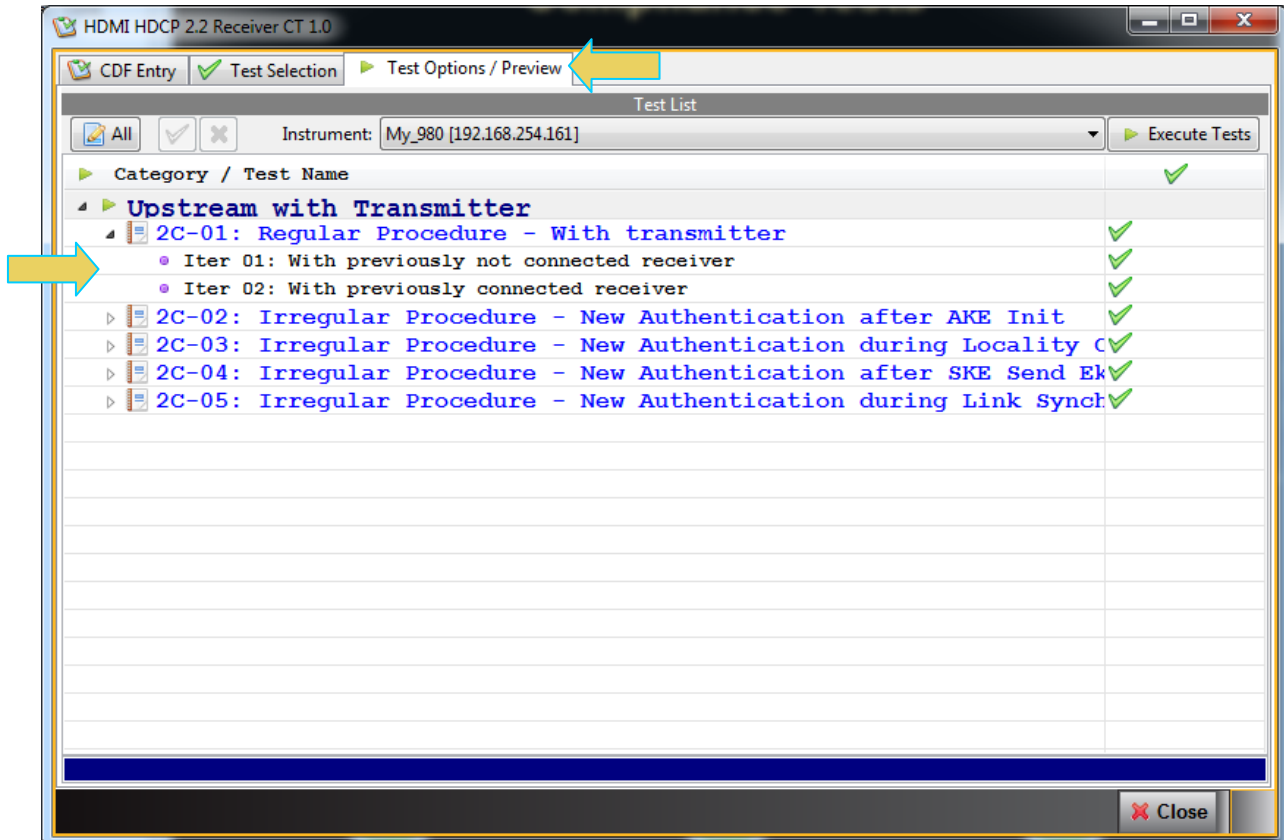 Compliance Tests
HDMI HDCP 2.2 Receiver CT 1.0
CDF Entry Test Selection Test Options / Preview
Test List
All Instrument: My_980 [192.168.254.161] Execute Tests
Category / Test Name
Upstream with Transmitter
2C-01: Regular Procedure - With transmitter
Iter 01: With previously not connected receiver
Iter 02: With previously connected receiver
2C-02: Irregular Procedure - New Authentication after AKE Init
2C-03: Irregular Procedure - New Authentication during Locality C
2C-04: Irregular Procedure - New Authentication after SKE Send Ek
2C-05: Irregular Procedure - New Authentication during Link Synch
Close